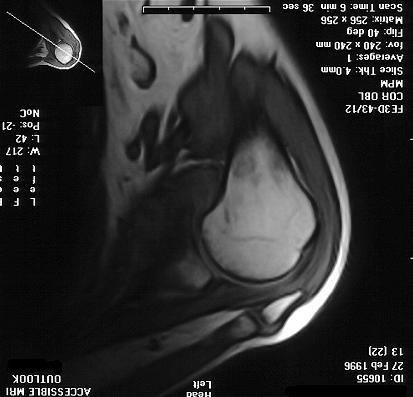 ID: 10655
27 Feb 1996
13 (22)
Head
Left
ACCESSIBLE MRI
OUTLOOK
W: 217
L: 42
Pos: -21
NoC
FE3D-43/12
COR OBL
MPM
Slice Thk: 4.0mm
Averages: 1
fov: 240 x 240 mm
Flip: 40 deg
Matrix: 256 x 256
Scan Time: 6 min 36 sec